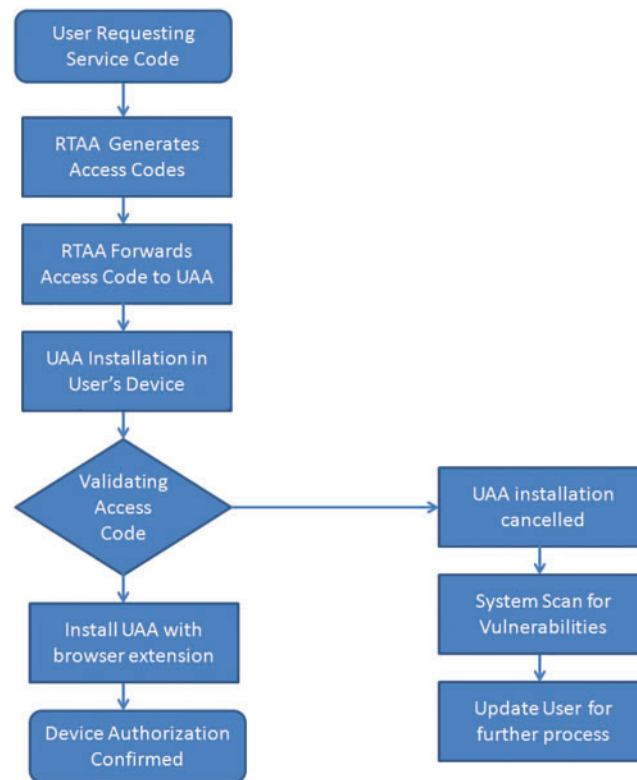 User Requesting
Service Code
RTAA Generates
Access Codes
RTAA Forwards
Access Code to UAA
UAA Installation in
User's Device
Validating
Access
Code
Install UAA with
browser extension
Device Authorization
Confirmed
UAA installation
cancelled
System Scan for
Vulnerabilities
Update User for
further process